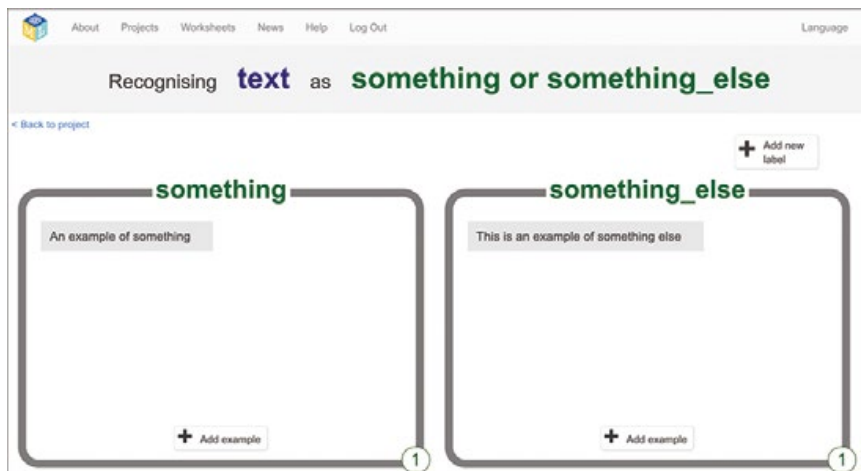 About Projects Worksheets News Help Log Out Language
Recognising text as something or something_else
< Back to project
Add new
label
something
An example of something
Add example
1
something_else
This is an example of something else
Add example
1